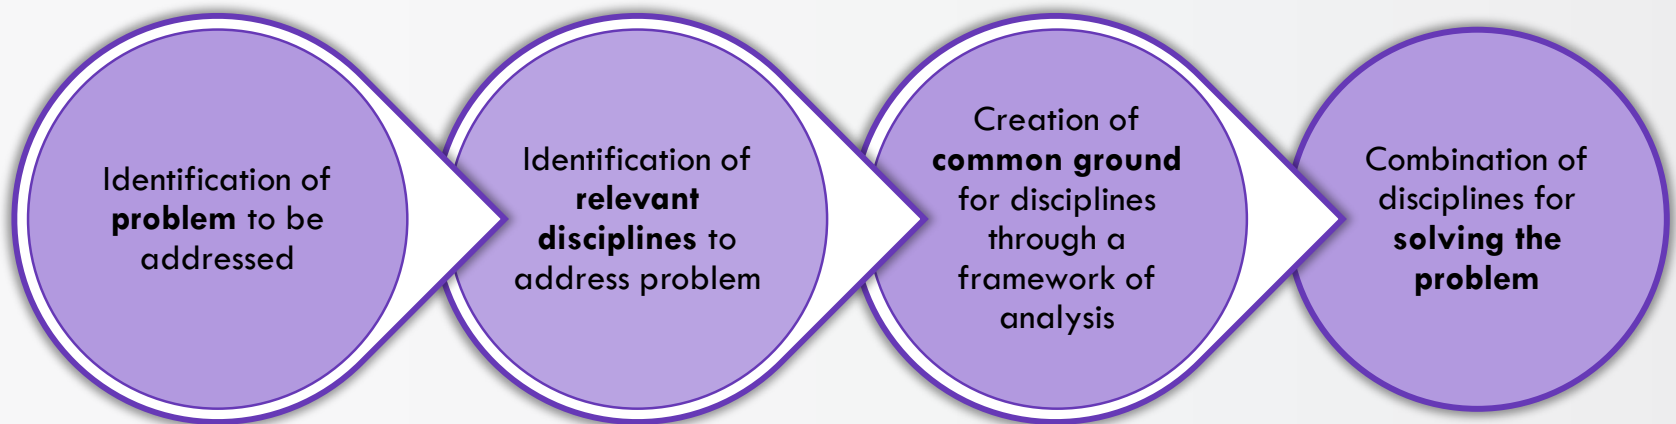 Identification of
problem to be
addressed
Identification of
relevant
disciplines to
address problem
Creation of
common ground
for disciplines
through a
framework of
analysis
Combination of
disciplines for
solving the
problem